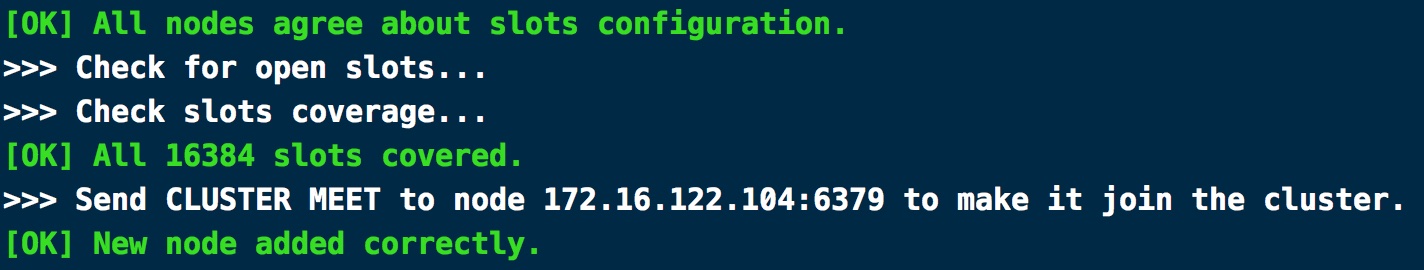 [OK] All nodes agree about slots configuration.
>>> Check for open slots...
>>> Check slots coverage...
[OK] All 16384 slots covered.
>>> Send CLUSTER MEET to node 172.16.122.104:6379 to make it join the cluster.
[OK] New node added correctly.